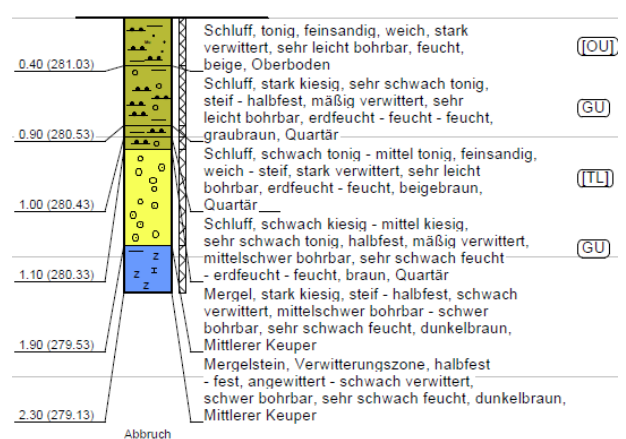 Schluff, tonig, feinsandig, weich, stark
verwittert, sehr leicht bohrbar, feucht,
beige, Oberboden
[OU]
0.40 (281.03)
Schluff, stark kiesig, sehr schwach tonig,
steif - halbfest, mäßig verwittert, sehr
leicht bohrbar, erdfeucht - feucht - feucht,
graubraun, Quartär
GU
0.90 (280.53)
Schluff, schwach tonig - mittel tonig, feinsandig,
weich - steif, stark verwittert, sehr leicht
bohrbar, erdfeucht - feucht, beigebraun,
Quartär
[TL]
1.00 (280.43)
Schluff, schwach kiesig - mittel kiesig,
sehr schwach tonig, halbfest, mäßig verwittert,
mittelschwer bohrbar, sehr schwach feucht
- erdfeucht - feucht, braun, Quartär
GU
1.10 (280.33)
Mergel, stark kiesig, steif - halbfest, schwach
verwittert, mittelschwer bohrbar - schwer
bohrbar, sehr schwach feucht, dunkelbraun,
Mittlerer Keuper
1.90 (279.53)
Mergelstein, Verwitterungszone, halbfest
- fest, angewittert - schwach verwittert,
schwer bohrbar, sehr schwach feucht, dunkelbraun,
Mittlerer Keuper
2.30 (279.13)
z
z z
z
Abbruch